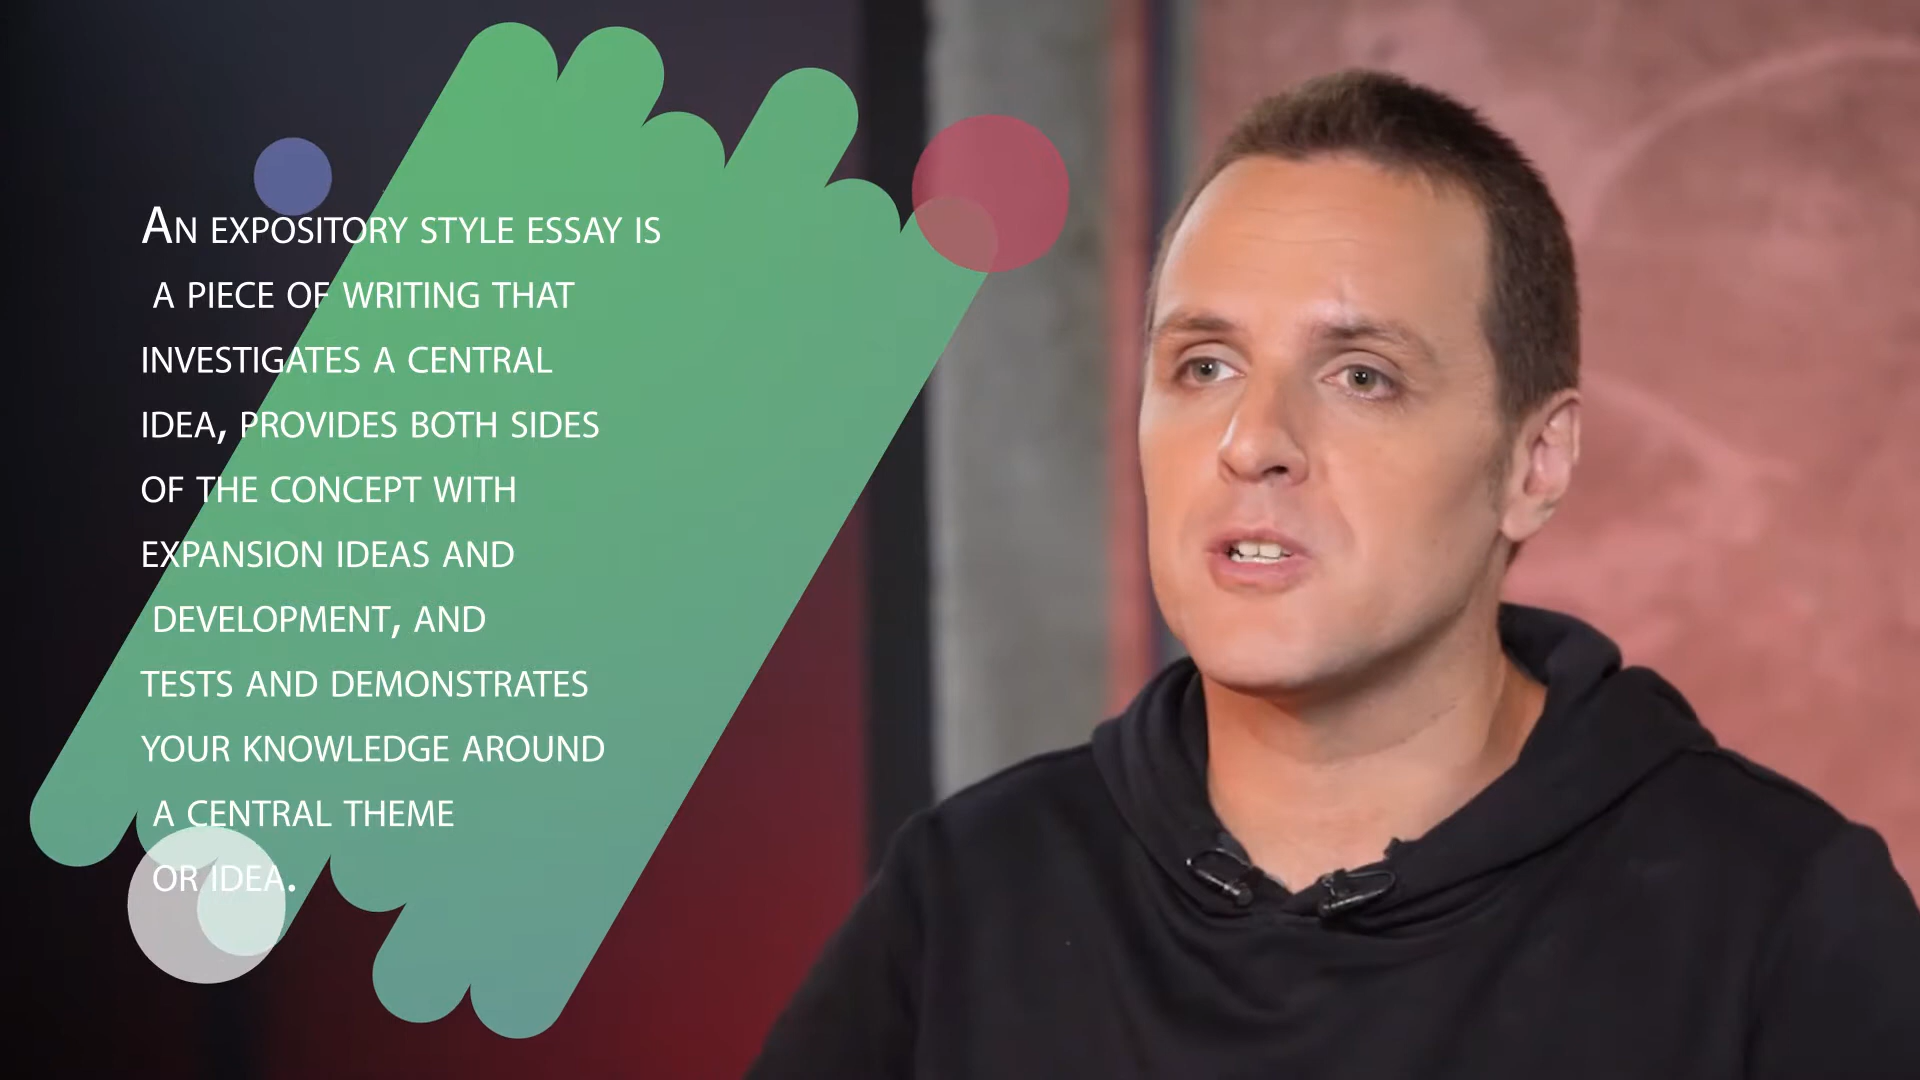 An expository style essay is
a piece of writing that
investigates a central
idea, provides both sides
of the concept with
expansion ideas and
development, and
tests and demonstrates
your knowledge around
a central theme
or idea.